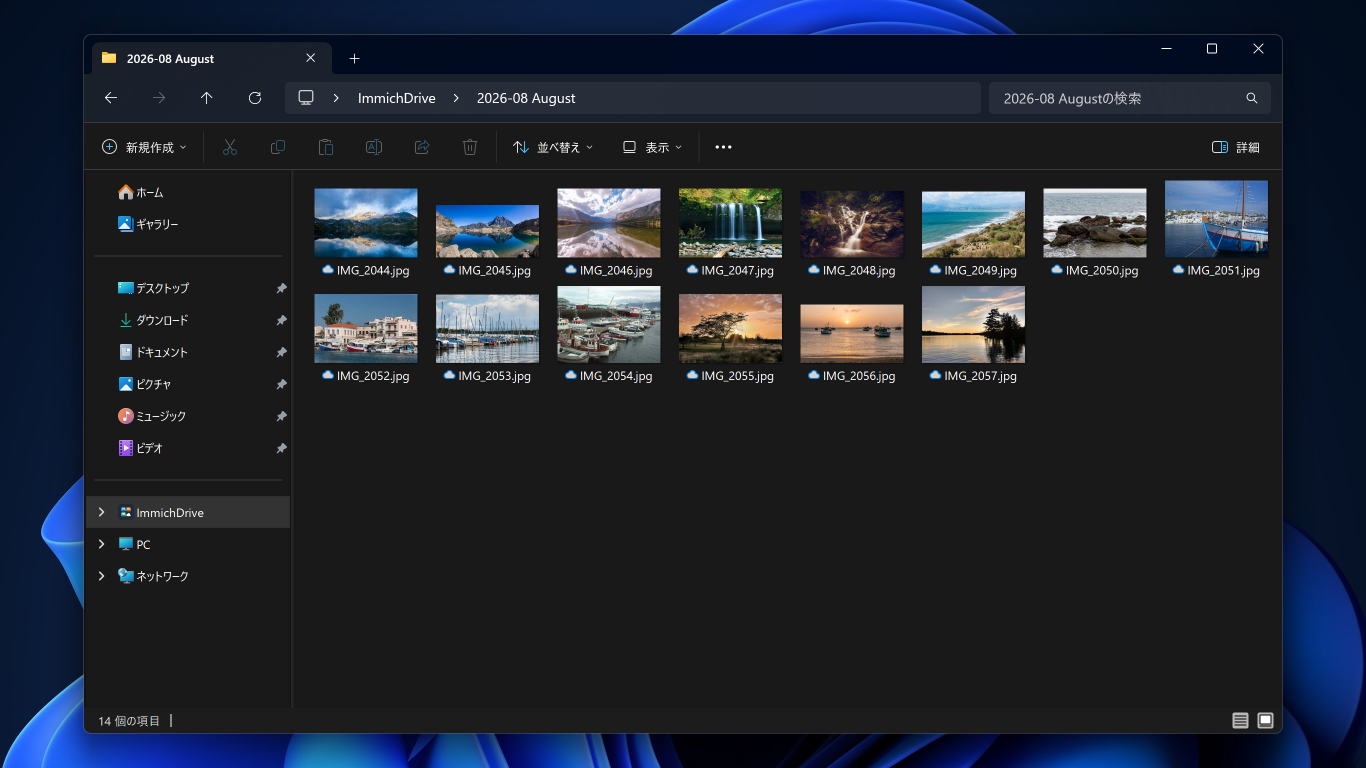 2026-08 August
ImmichDrive
2026-08 August
2026-08 Augustの検索
新規作成
並べ替え
表示
詳細
ホーム
ギャラリー
デスクトップ
ダウンロード
ドキュメント
ピクチャ
ミュージック
ビデオ
ImmichDrive
PC
ネットワーク
IMG_2044.jpg
IMG_2045.jpg
IMG_2046.jpg
IMG_2047.jpg
IMG_2048.jpg
IMG_2049.jpg
IMG_2050.jpg
IMG_2051.jpg
IMG_2052.jpg
IMG_2053.jpg
IMG_2054.jpg
IMG_2055.jpg
IMG_2056.jpg
IMG_2057.jpg
14 個の項目